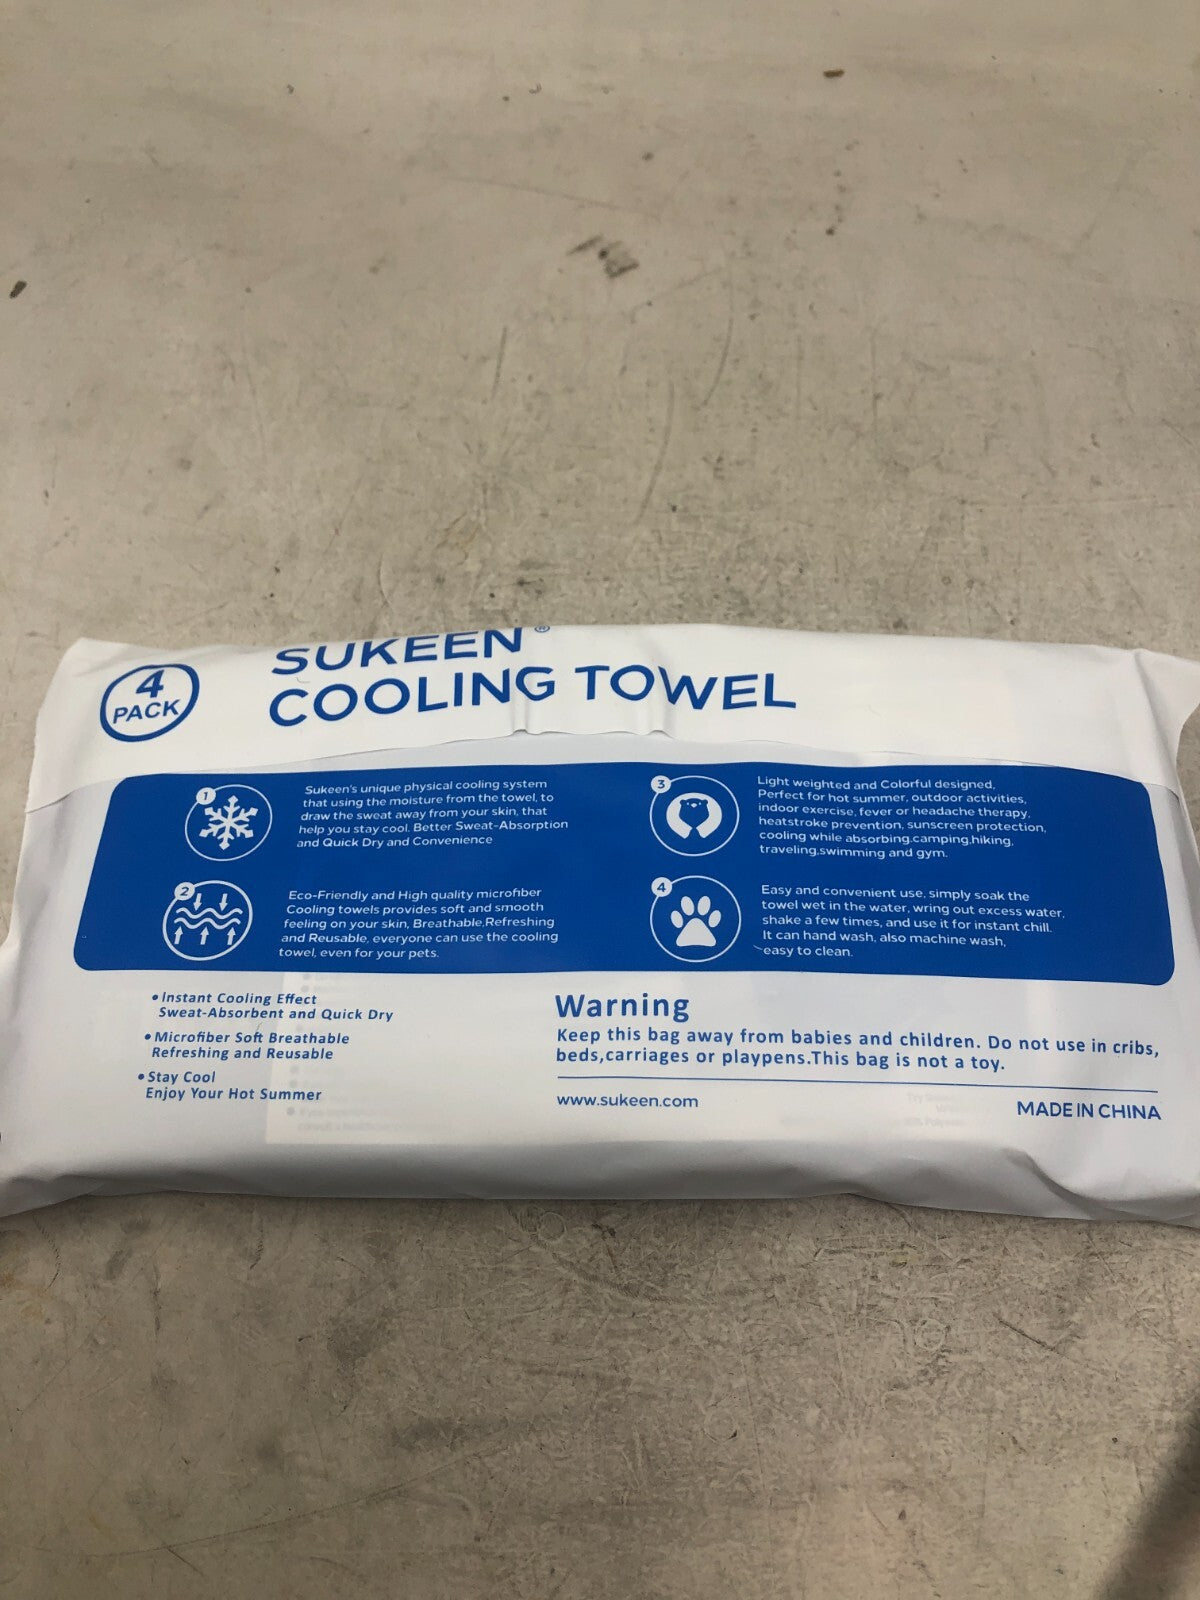 4
PACK
SUKEEN®
COOLING TOWEL
1
Sukeen's unique physical cooling system
that using the moisture from the towel, to
draw the sweat away from your skin, that
help you stay cool. Better Sweat-Absorption
and Quick Dry and Convenience
2
Eco-Friendly and High quality microfiber
Cooling towels provides soft and smooth
feeling on your skin, Breathable,Refreshing
and Reusable, everyone can use the cooling
towel, even for your pets.
3
Light weighted and Colorful designed,
Perfect for hot summer, outdoor activities,
indoor exercise, fever or headache therapy,
heatstroke prevention, sunscreen protection,
cooling while absorbing,camping,hiking,
traveling,swimming and gym.
4
Easy and convenient use, simply soak the
towel wet in the water, wring out excess water,
shake a few times, and use it for instant chill.
It can hand wash, also machine wash,
easy to clean.
• Instant Cooling Effect
Sweat-Absorbent and Quick Dry
• Microfiber Soft Breathable
Refreshing and Reusable
• Stay Cool
Enjoy Your Hot Summer
Warning
Keep this bag away from babies and children. Do not use in cribs,
beds,carriages or playpens.This bag is not a toy.
www.sukeen.com
MADE IN CHINA